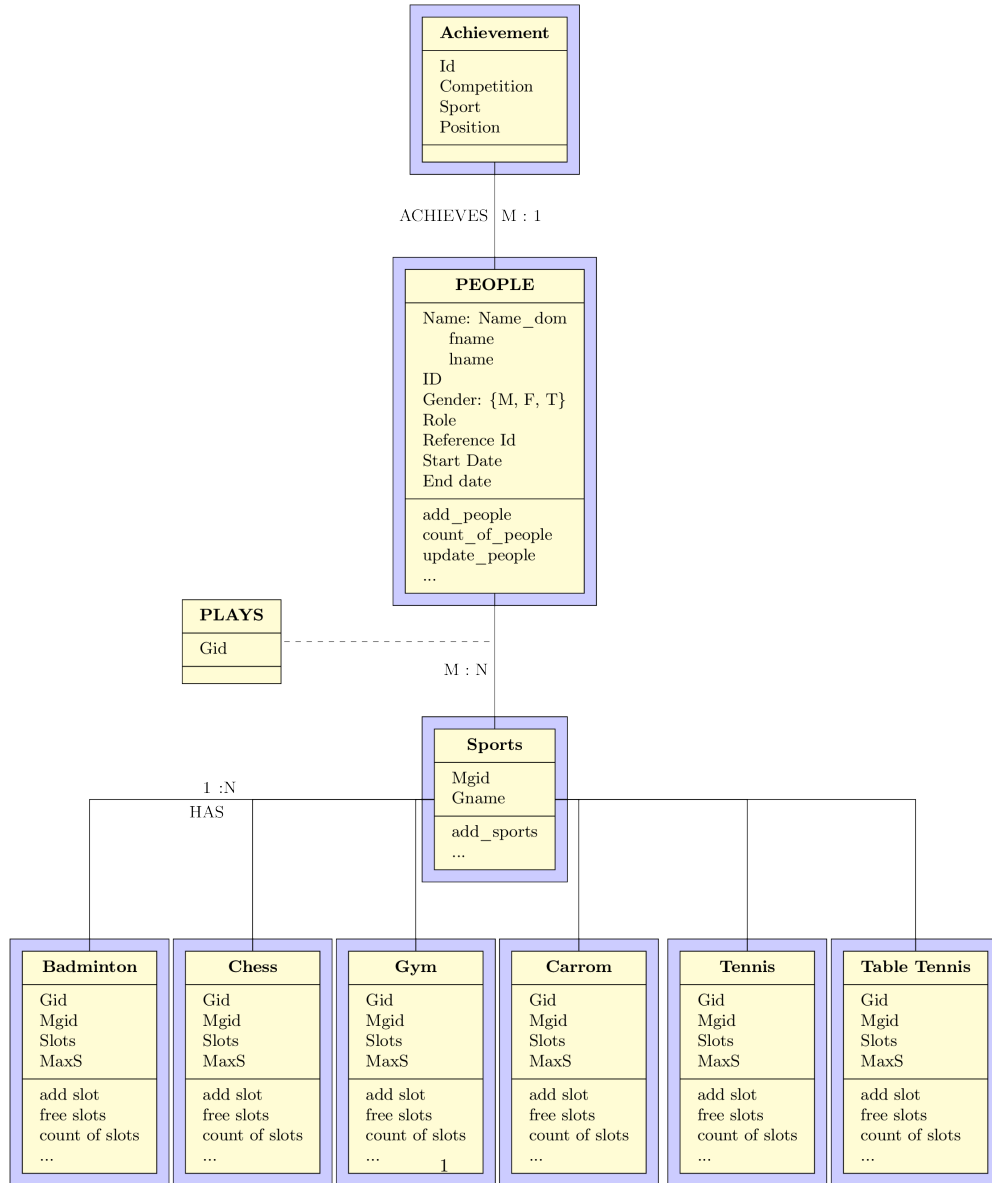 Achievement
Id
Competition
Sport
Position
ACHIEVES M : 1
PEOPLE
Name: Name_dom
fname
lname
ID
Gender: {M, F, T}
Role
Reference Id
Start Date
End date
add_people
count_of_people
update_people
...
PLAYS
Gid
M : N
Sports
Mgid
Gname
add_sports
...
1 :N
HAS
Badminton
Gid
Mgid
Slots
MaxS
add slot
free slots
count of slots
...
Chess
Gid
Mgid
Slots
MaxS
add slot
free slots
count of slots
...
Gym
Gid
Mgid
Slots
MaxS
add slot
free slots
count of slots
...
Carrom
Gid
Mgid
Slots
MaxS
add slot
free slots
count of slots
...
Tennis
Gid
Mgid
Slots
MaxS
add slot
free slots
count of slots
...
Table Tennis
Gid
Mgid
Slots
MaxS
add slot
free slots
count of slots
...
1